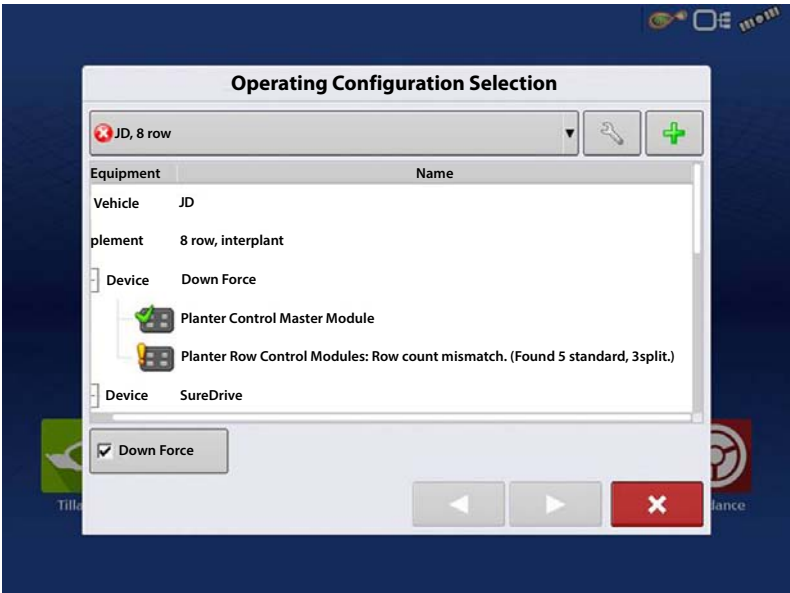 Operating Configuration Selection
JD, 8 row
Equipment Name
Vehicle JD
plement 8 row, interplant
Device Down Force
Planter Control Master Module
Planter Row Control Modules: Row count mismatch. (Found 5 standard, 3split.)
Device SureDrive
Down Force
Tilla
dance